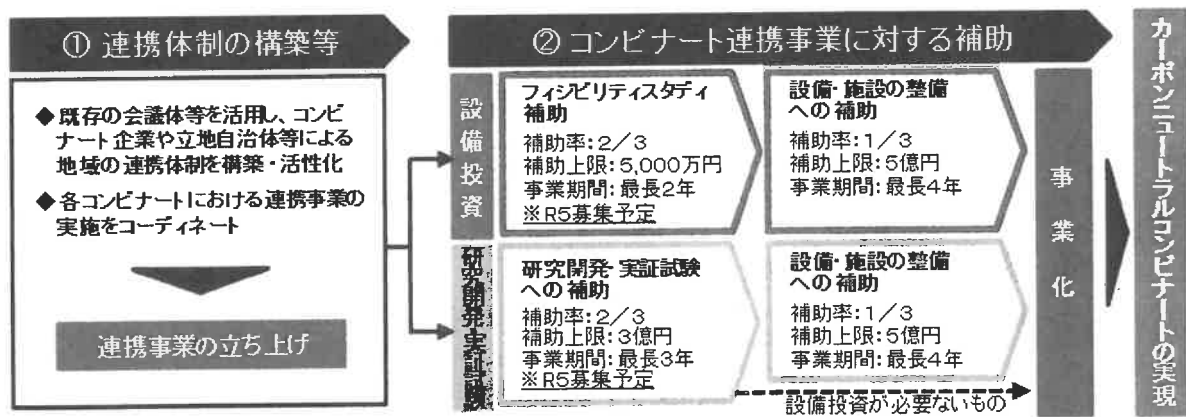 ① 連携体制の構築等
◆既存の会議体等を活用し、コンビ
ナート企業や立地自治体等による
地域の連携体制を構築・活性化
◆各コンビナートにおける連携事業の
実施をコーディネート
連携事業の立ち上げ
② コンビナート連携事業に対する補助
設備投資
フィジビリティスタディ
補助
補助率:2/3
補助上限:5,000万円
事業期間:最長2年
※R5募集予定
設備・施設の整備
への補助
補助率:1/3
補助上限:5億円
事業期間:最長4年
研究開発・実証試験
研究開発・実証試験
への補助
補助率:2/3
補助上限:3億円
事業期間:最長3年
※R5募集予定
設備・施設の整備
への補助
補助率:1/3
補助上限:5億円
事業期間:最長4年
設備投資が必要ないもの
事業化
カーボンニュートラルコンビナートの実現